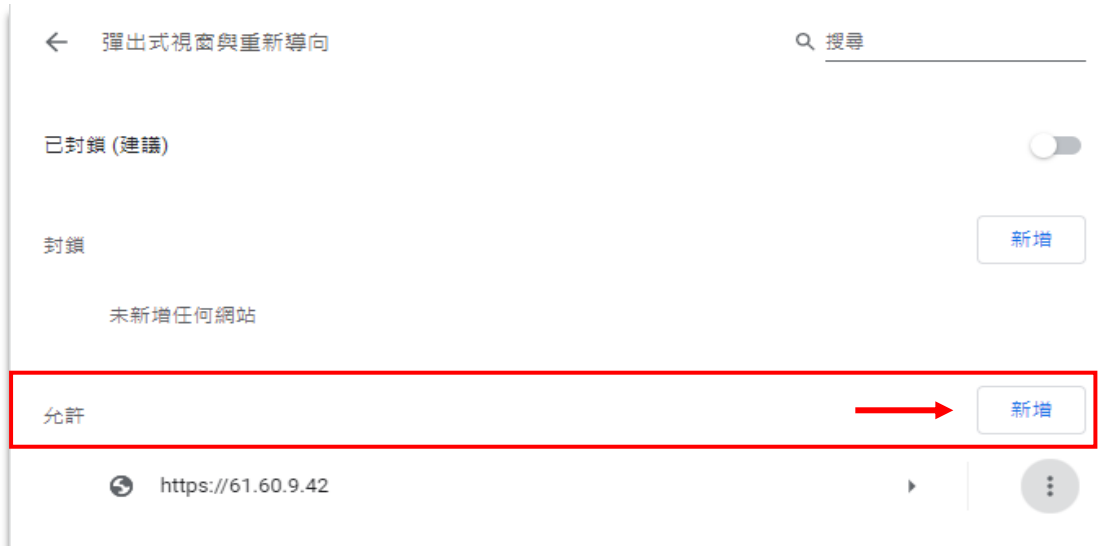 彈出式視窗與重新導向
搜尋
已封鎖 (建議)
封鎖
新增
未新增任何網站
允許
新增
https://61.60.9.42